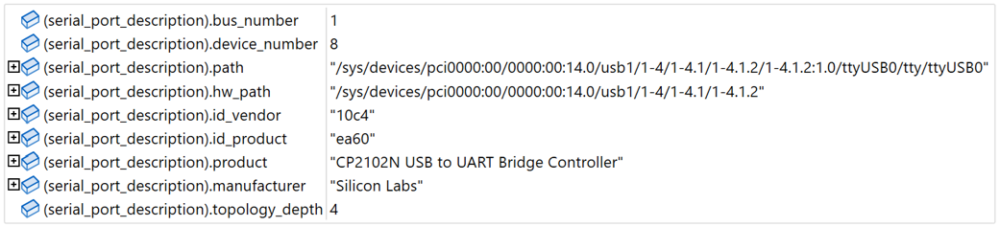 (serial_port_description).bus_number 1
(serial_port_description).device_number 8
(serial_port_description).path "/sys/devices/pci0000:00/0000:00:14.0/usb1/1-4/1-4.1/1-4.1.2/1-4.1.2:1.0/ttyUSB0/tty/ttyUSB0"
(serial_port_description).hw_path "/sys/devices/pci0000:00/0000:00:14.0/usb1/1-4/1-4.1/1-4.1.2"
(serial_port_description).id_vendor "10c4"
(serial_port_description).id_product "ea60"
(serial_port_description).product "CP2102N USB to UART Bridge Controller"
(serial_port_description).manufacturer "Silicon Labs"
(serial_port_description).topology_depth 4